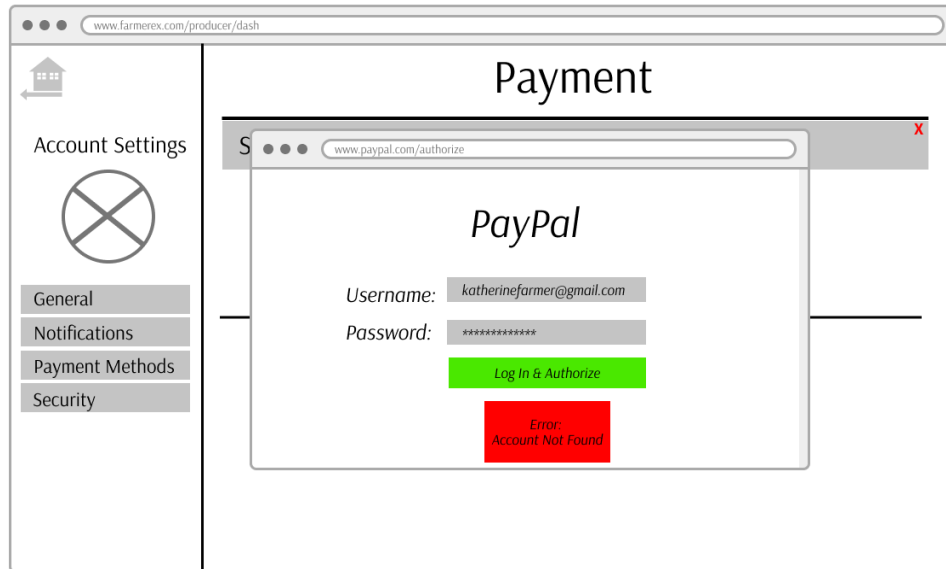 www.farmerex.com/producer/dash
Payment
Account Settings
S
X
www.paypal.com/authorize
PayPal
Username: katherinefarmer@gmail.com
Password: *************
Log In & Authorize
Error:
Account Not Found
General
Notifications
Payment Methods
Security